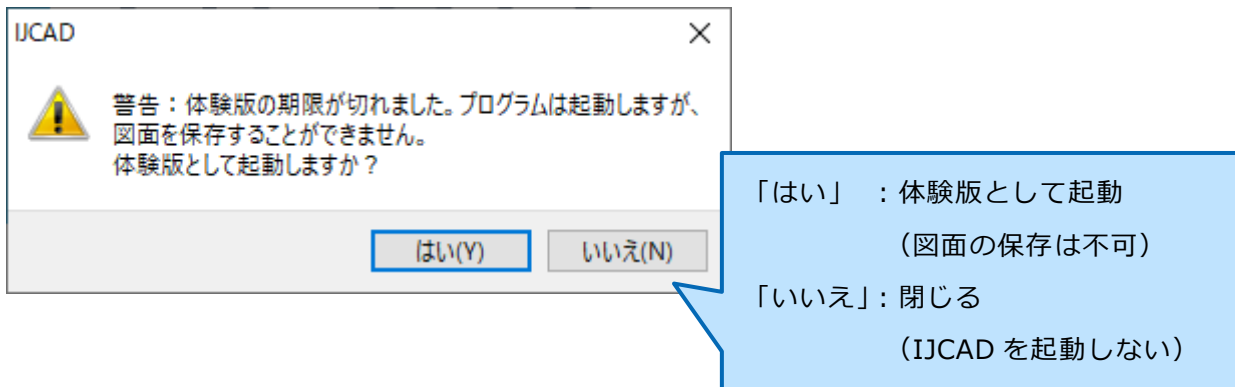 IJCAD
警告：体験版の期限が切れました。プログラムは起動しますが、
図面を保存することができません。
体験版として起動しますか？
はい(Y)
いいえ(N)
「はい」　：体験版として起動
（図面の保存は不可）
「いいえ」：閉じる
（IJCAD を起動しない）